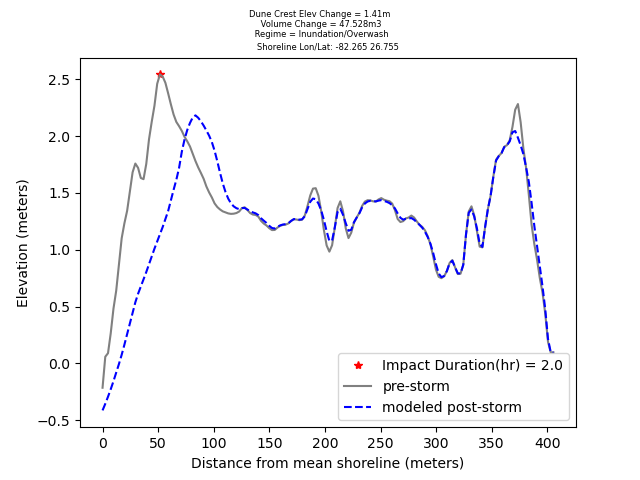 Dune Crest Elev Change = 1.41m
Volume Change = 47.528m3
Regime = Inundation/Overwash
Shoreline Lon/Lat: -82.265 26.755
2.5
2.0
1.5
1.0
0.5
0.0
−0.5
Elevation (meters)
Impact Duration(hr) = 2.0
pre-storm
modeled post-storm
0 50 100 150 200 250 300 350 400
Distance from mean shoreline (meters)